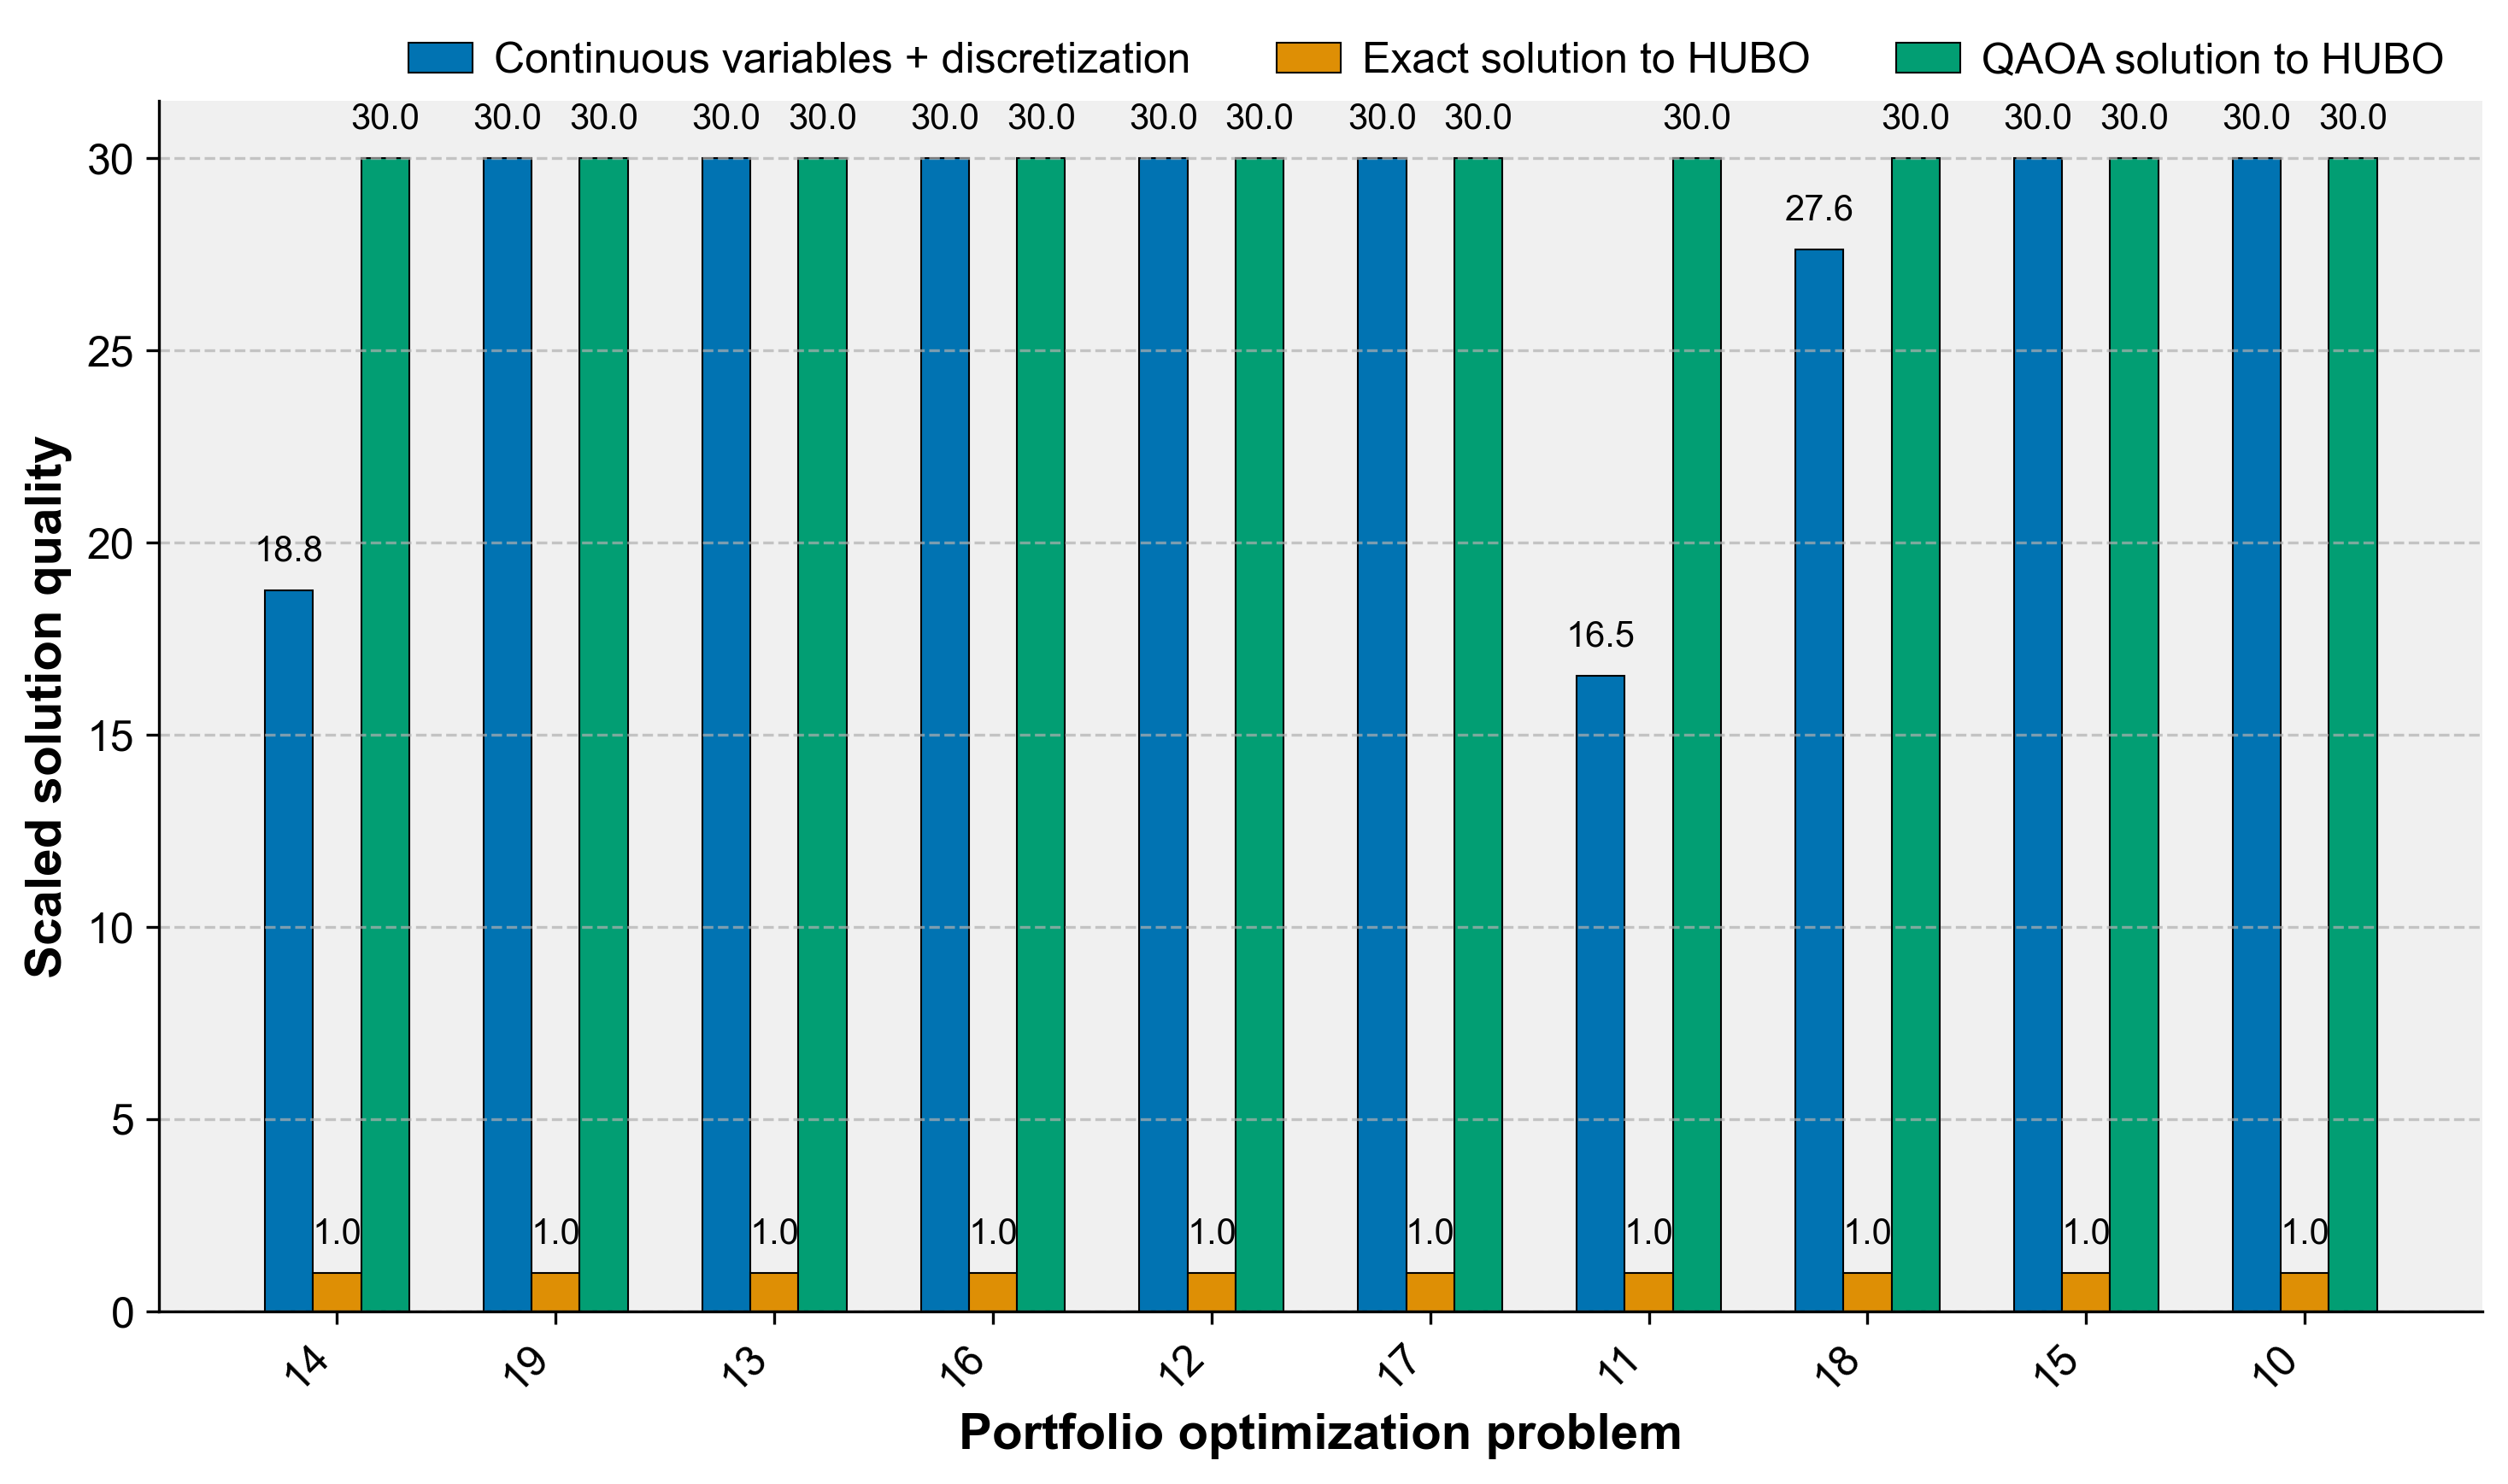 Continuous variables + discretization Exact solution to HUBO QAOA solution to HUBO
30.0 30.0 30.0 30.0 30.0 30.0 30.0 30.0 30.0 30.0 30.0 30.0 30.0 30.0 30.0 30.0 30.0
30
27.6
25
20
18.8
16.5
15
10
5
1.0 1.0 1.0 1.0 1.0 1.0 1.0 1.0 1.0 1.0
0
Scaled solution quality
14 19 13 16 12 17 11 18 15 10
Portfolio optimization problem